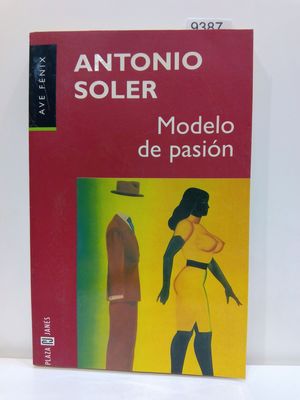 9387
AVE FÉNIX
ANTONIO
SOLER
Modelo
de pasión
PLAZA JANÉS